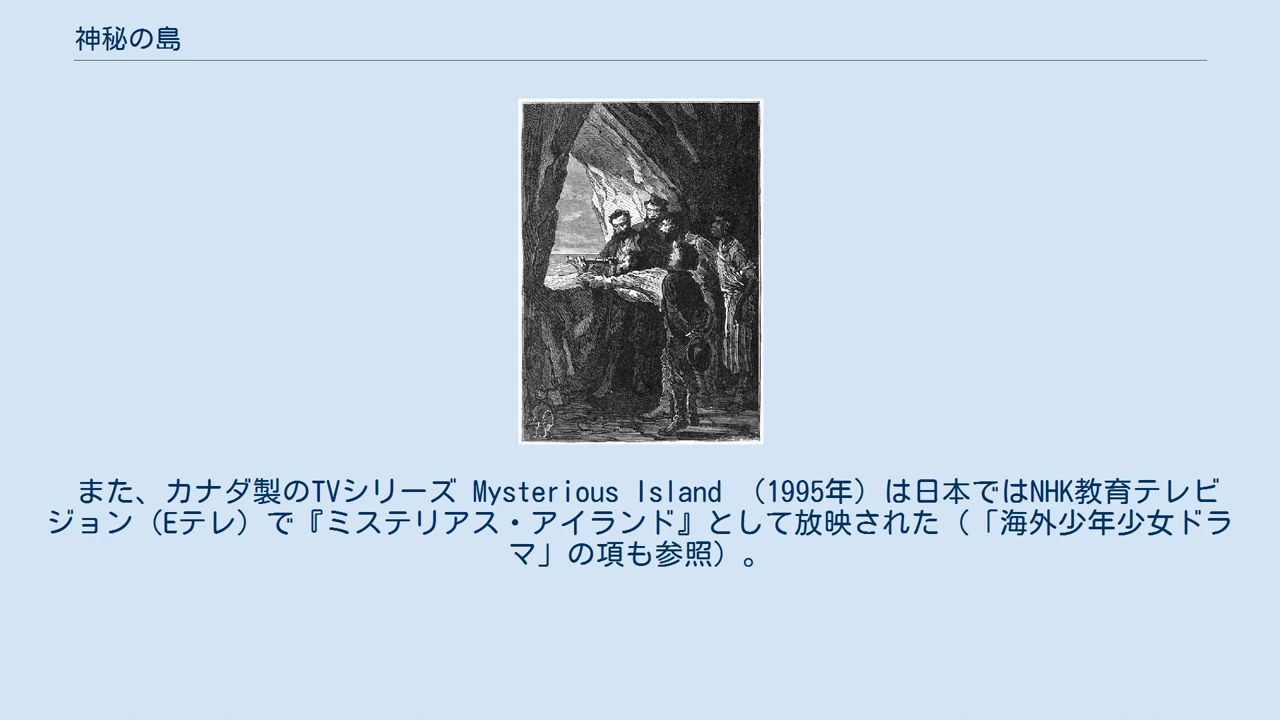 神秘の島
また、カナダ製のTVシリーズ Mysterious Island （1995年）は日本ではNHK教育テレビ
ジョン（Eテレ）で『ミステリアス・アイランド』として放映された（「海外少年少女ドラ
マ」の項も参照）。